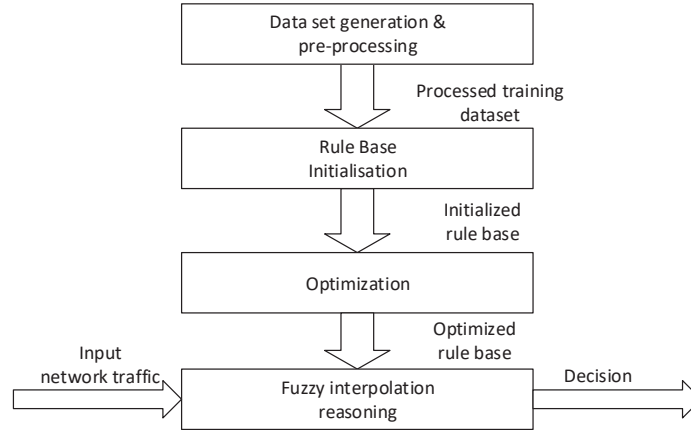 Data set generation &
pre-processing
Processed training
dataset
Rule Base
Initialisation
Initialized
rule base
Optimization
Optimized
rule base
Input
network traffic
Fuzzy interpolation
reasoning
Decision